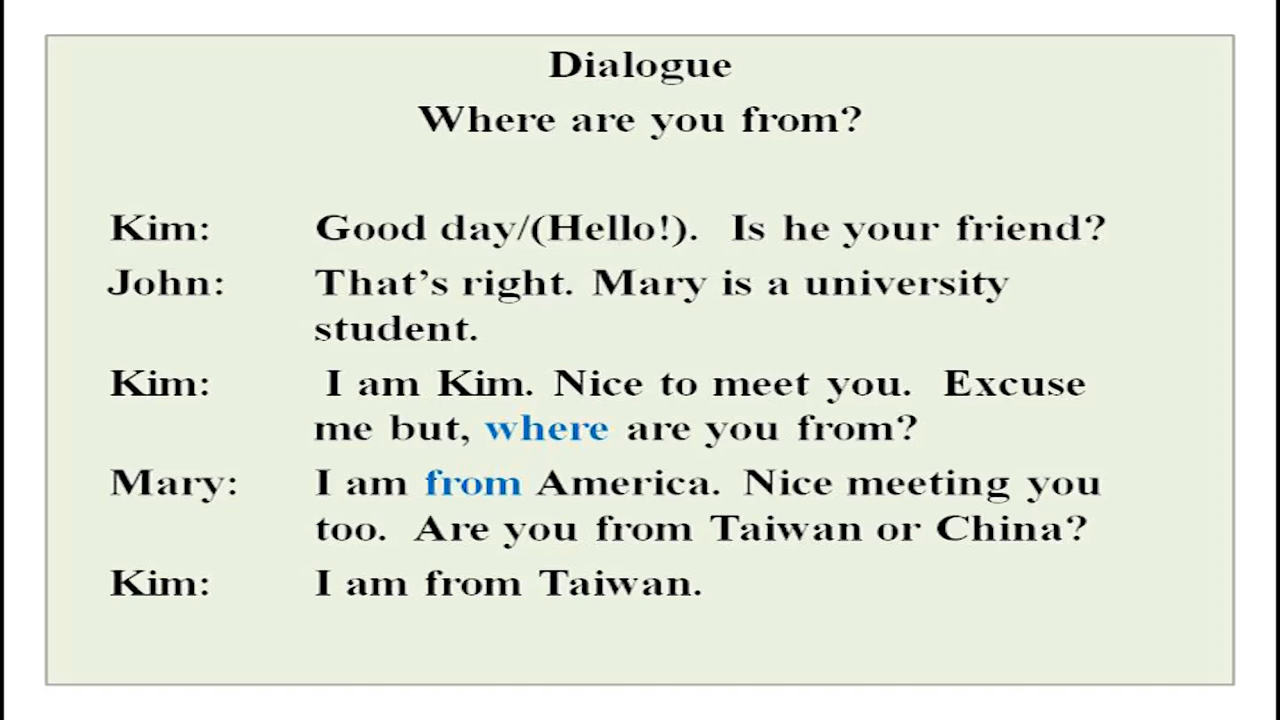 Dialogue
Where are you from?
Kim: Good day/(Hello!). Is he your friend?
John: That's right. Mary is a university
student.
Kim: I am Kim. Nice to meet you. Excuse
me but, where are you from?
Mary: I am from America. Nice meeting you
too. Are you from Taiwan or China?
Kim: I am from Taiwan.